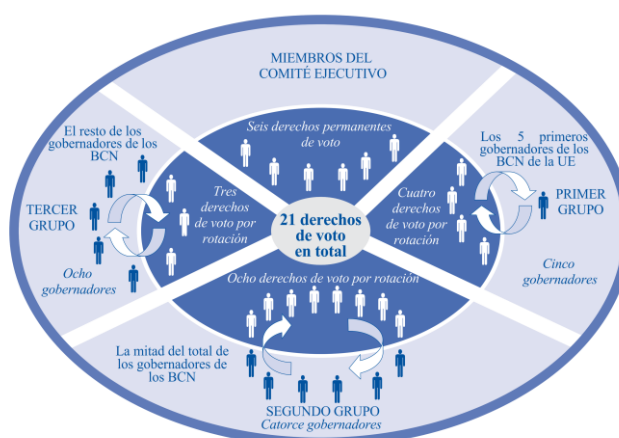 MIEMBROS DEL
COMITÉ EJECUTIVO
Seis derechos permanentes
de voto
El resto de los
gobernadores de los
BCN
TERCER
GRUPO
Ocho
gobernadores
Tres
derechos
de voto por
rotación
21 derechos
de voto
en total
Cuatro
derechos
de voto por
rotación
Los 5 primeros
gobernadores de los
BCN de la UE
PRIMER
GRUPO
Cinco
gobernadores
Ocho derechos de voto por rotación
La mitad del total de
los gobernadores de
los BCN
SEGUNDO GRUPO
Catorce gobernadores